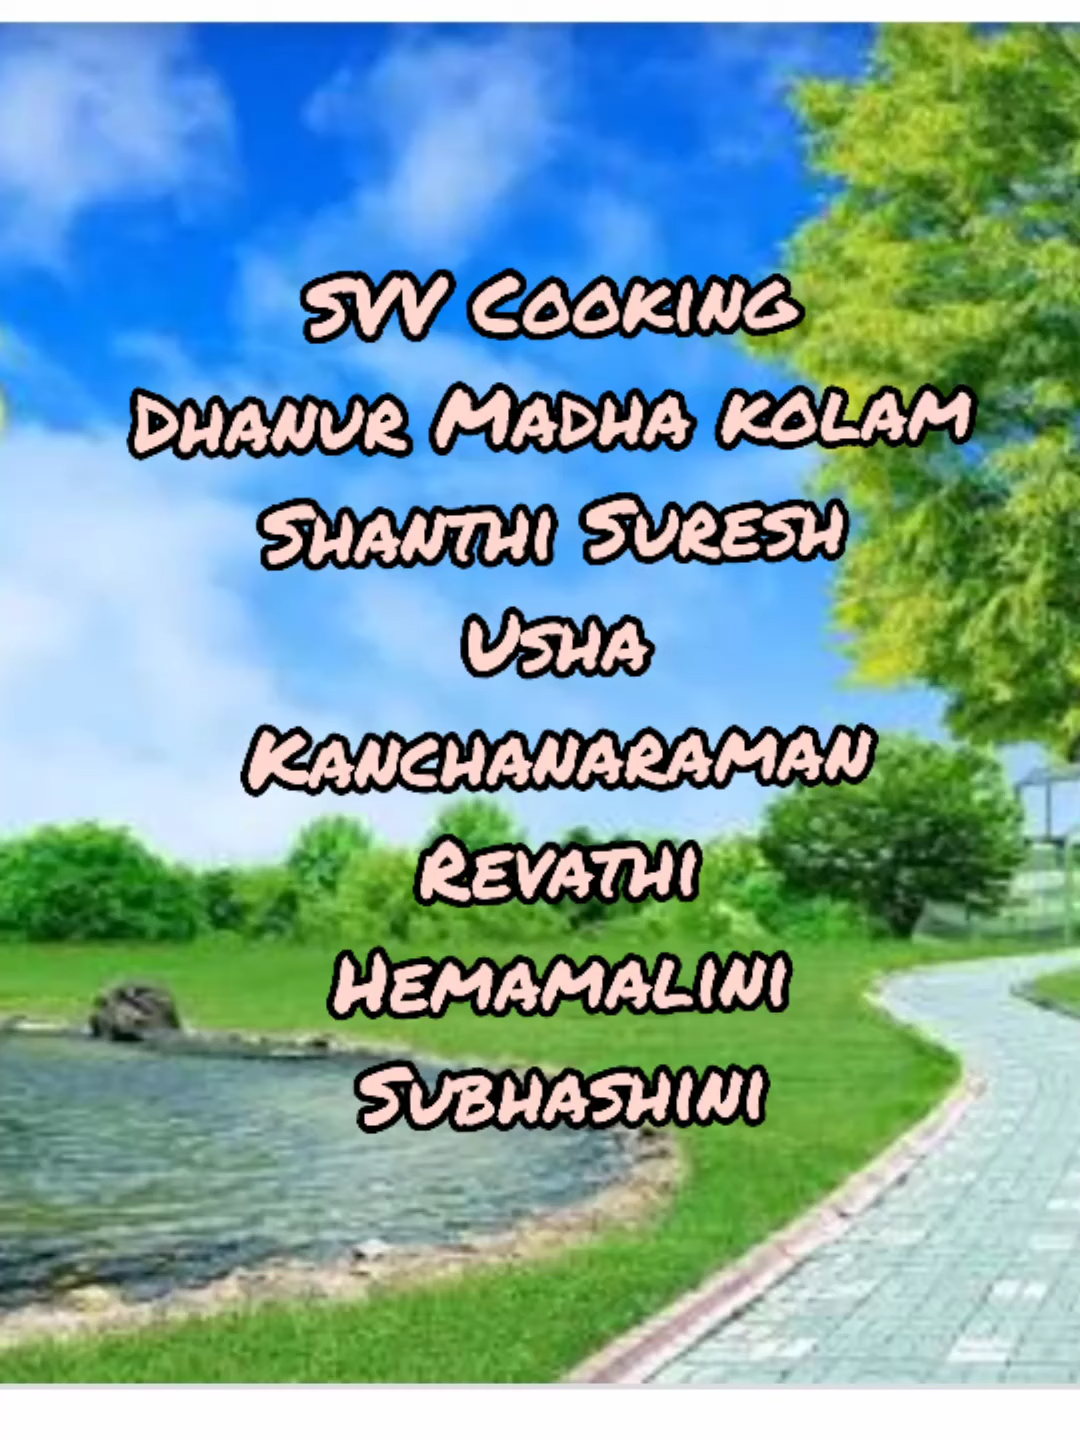 SVV Cooking
Dhanur Madha kolam
Shanthi Suresh
Usha
Kanchanaraman
Revathi
Hemamalini
Subhashini